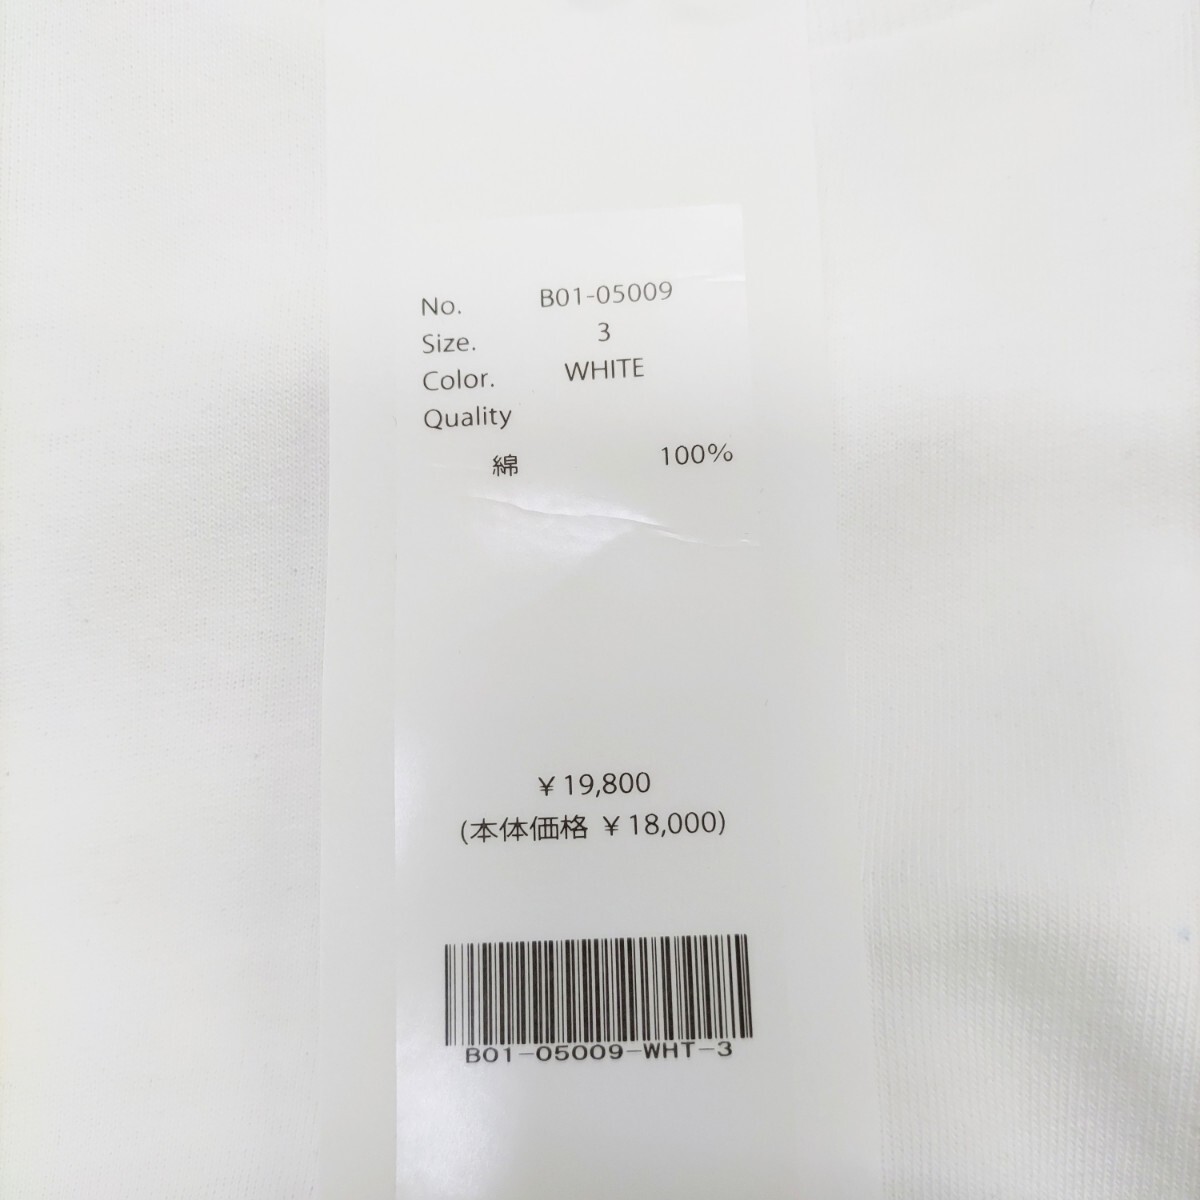 No. B01-05009
Size. 3
Color. WHITE
Quality
綿 100%
¥ 19,800
(本体価格 ¥ 18,000)
B01-05009-WHT-3